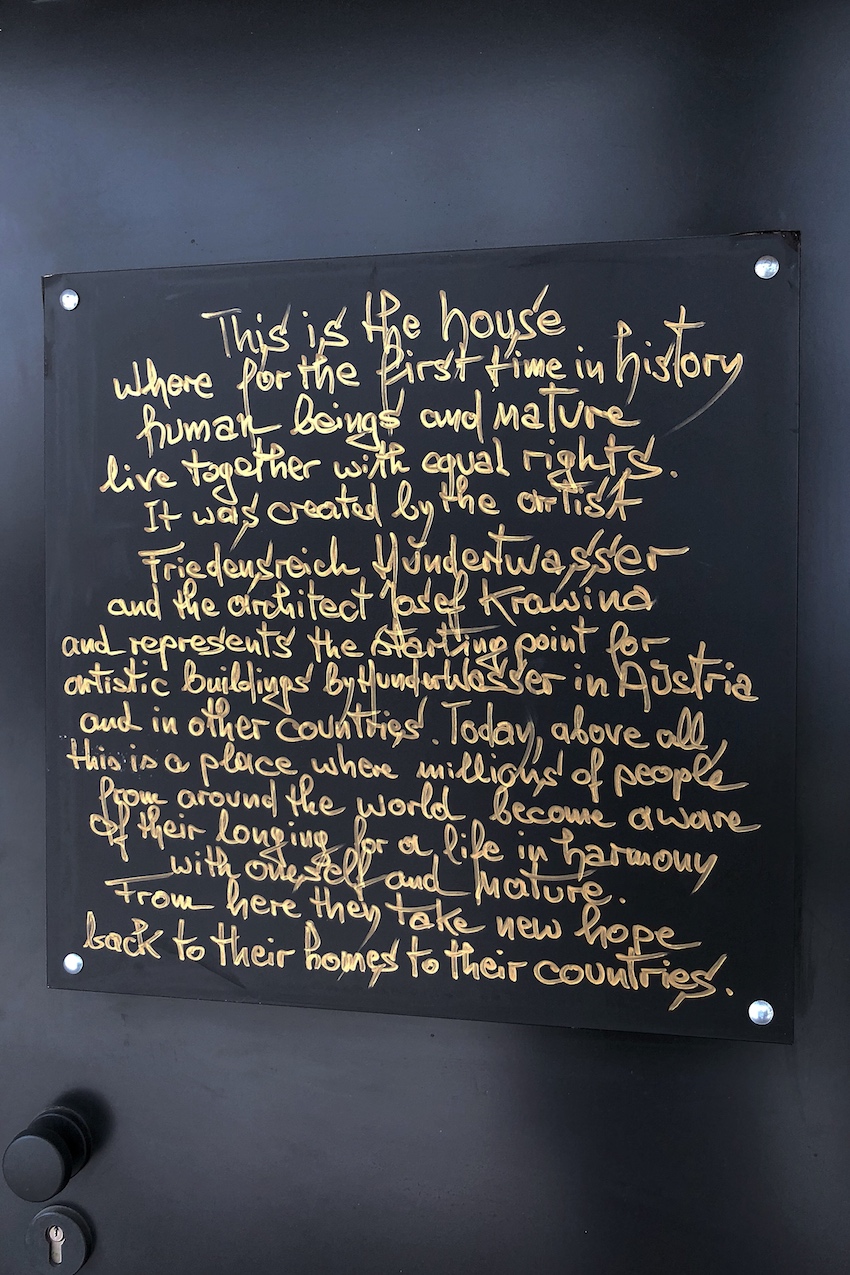 This is the house
where for the first time in history
human beings and nature
live together with equal rights.
It was created by the artist
Friedensreich Hundertwasser
and the architect Josef Krawina
and represents the starting point for
artistic buildings by Hundertwasser in Austria
and in other countries. Today, above all,
this is a place where millions of people
from around the world become aware
of their longing for a life in harmony
with oneself and nature.
From here they take new hope
back to their homes to their countries.